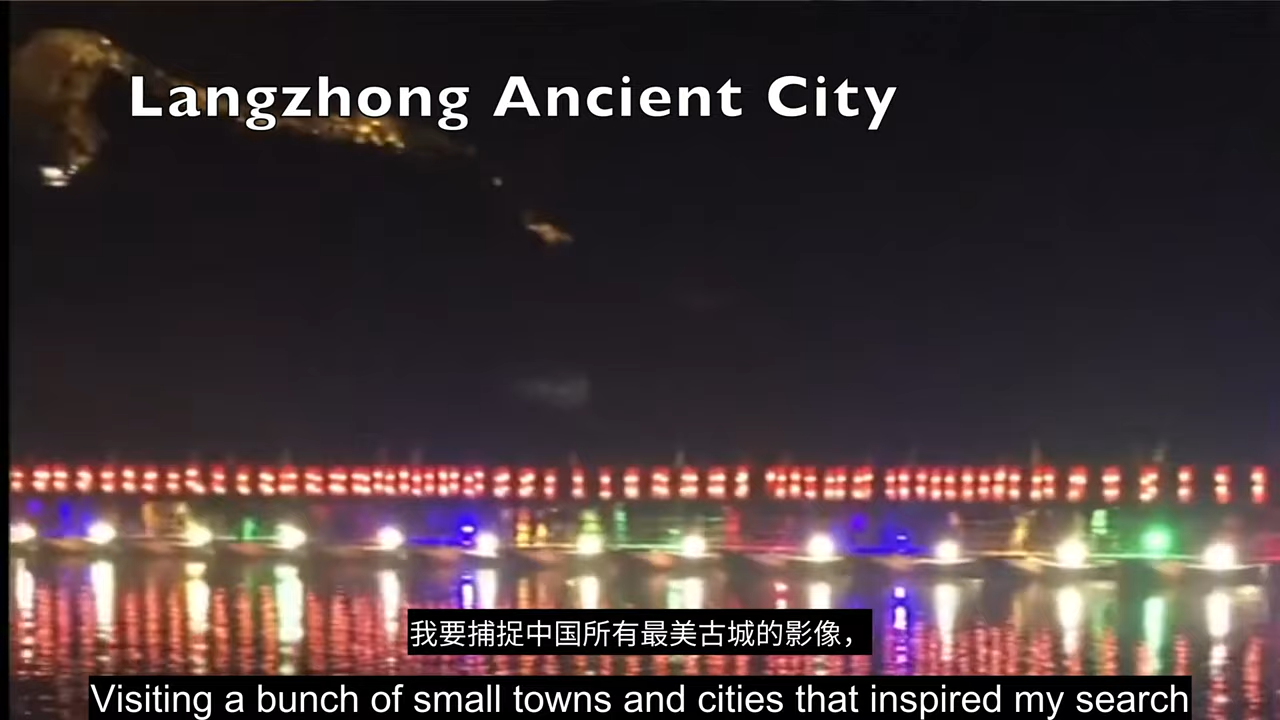 Langzhong Ancient City
我要捕捉中国所有最美古城的影像，
Visiting a bunch of small towns and cities that inspired my search